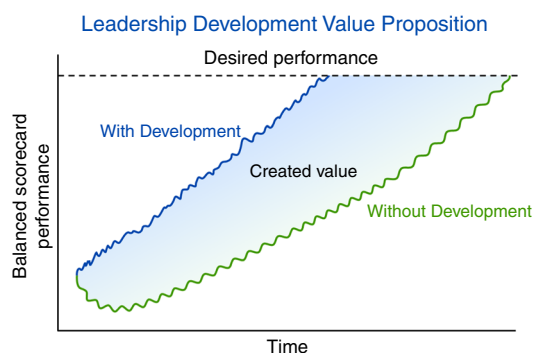 Leadership Development Value Proposition
Desired performance
With Development
Created value
Without Development
Balanced scorecard
performance
Time